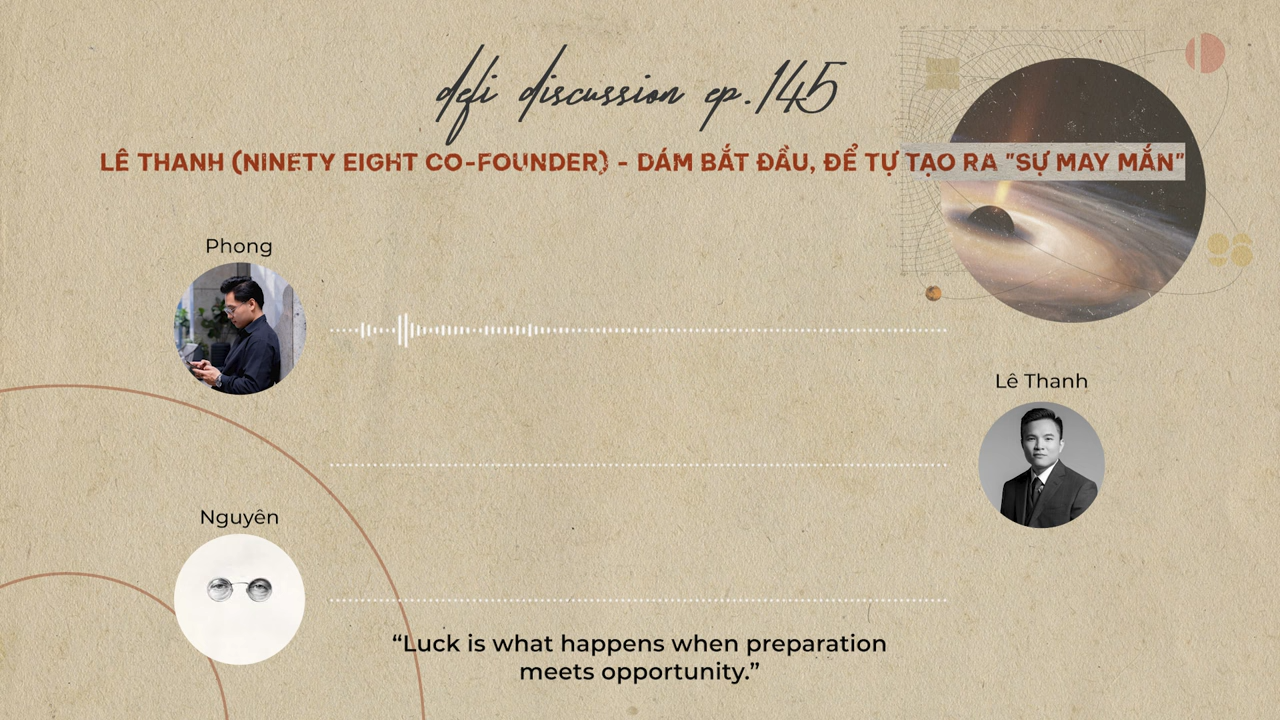 defi discussion ep.145
LÊ THANH (NINETY EIGHT CO-FOUNDER) - DÁM BẮT ĐẦU, ĐỂ TỰ TẠO RA "SỰ MAY MẮN"
Phong
Lê Thanh
Nguyên
“Luck is what happens when preparation
meets opportunity.”